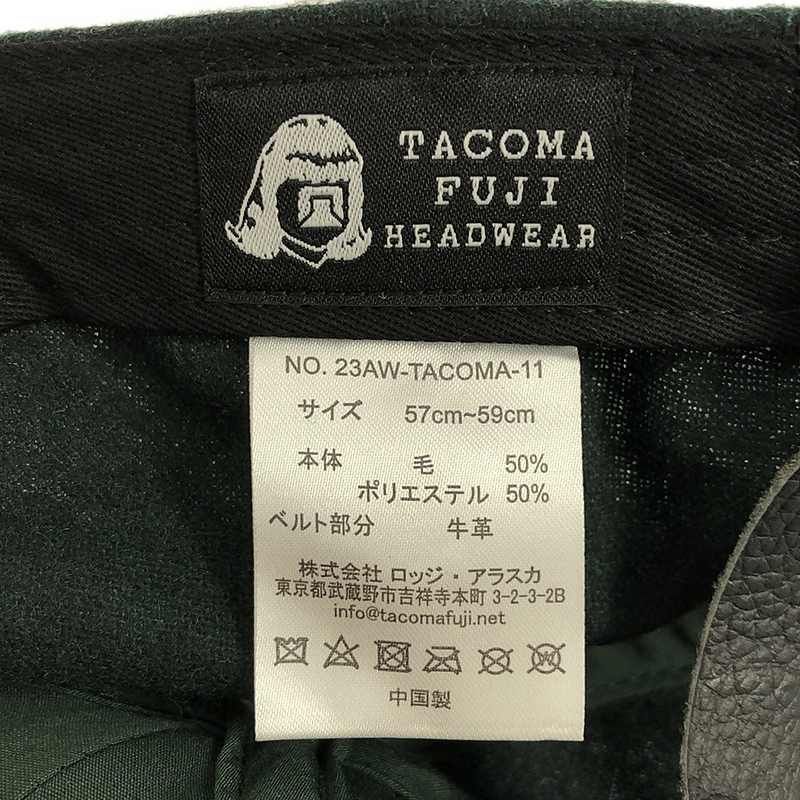 TACOMA
FUJI
HEADWEAR
NO. 23AW-TACOMA-11
サイズ 57cm~59cm
本体 毛 50%
ポリエステル 50%
ベルト部分 牛革
株式会社 ロッジ・アラスカ
東京都武蔵野市吉祥寺本町 3-2-3-2B
info@tacomafuji.net
中国製